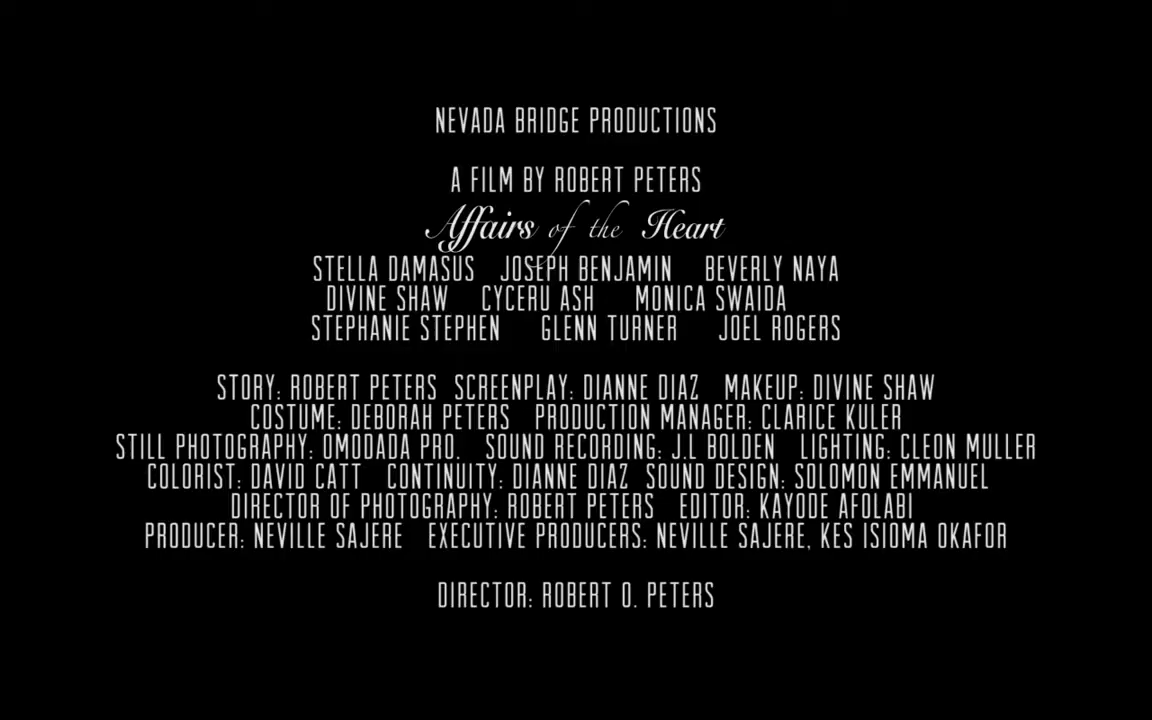 NEVADA BRIDGE PRODUCTIONS
A FILM BY ROBERT PETERS
Affairs of the Heart
STELLA DAMASUS JOSEPH BENJAMIN BEVERLY NAYA
DIVINE SHAW CYCERU ASH MONICA SWAIDA
STEPHANIE STEPHEN GLENN TURNER JOEL ROGERS
STORY: ROBERT PETERS SCREENPLAY: DIANNE DIAZ MAKEUP: DIVINE SHAW
COSTUME: DEBORAH PETERS PRODUCTION MANAGER: CLARICE KULER
STILL PHOTOGRAPHY: OMODADA PRO. SOUND RECORDING: J.L BOLDEN LIGHTING: CLEON MULLER
COLORIST: DAVID CATT CONTINUITY: DIANNE DIAZ SOUND DESIGN: SOLOMON EMMANUEL
DIRECTOR OF PHOTOGRAPHY: ROBERT PETERS EDITOR: KAYODE AFOLABI
PRODUCER: NEVILLE SAJERE EXECUTIVE PRODUCERS: NEVILLE SAJERE, KES ISIOMA OKAFOR
DIRECTOR: ROBERT O. PETERS